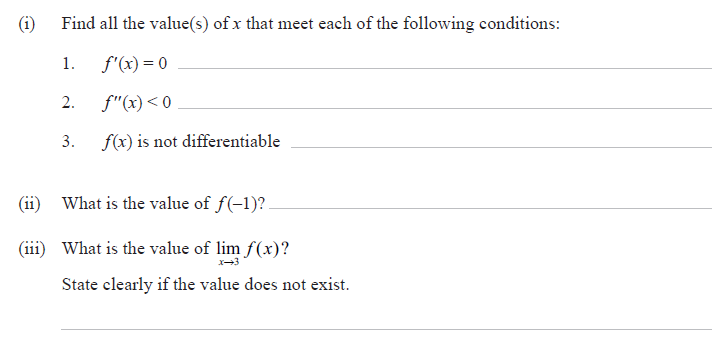 (i) Find all the value(s) of x that meet each of the following conditions:
1. f'(x) = 0
2. f"(x) < 0
3. f(x) is not differentiable
(ii) What is the value of f(–1)?
(iii) What is the value of lim f(x)?
x→3
State clearly if the value does not exist.